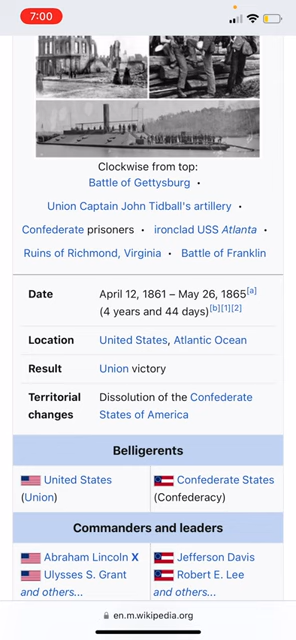 7:00
Clockwise from top:
Battle of Gettysburg •
Union Captain John Tidball's artillery •
Confederate prisoners • ironclad USS Atlanta •
Ruins of Richmond, Virginia • Battle of Franklin
Date April 12, 1861 – May 26, 1865[a]
(4 years and 44 days)[b][1][2]
Location United States, Atlantic Ocean
Result Union victory
Territorial Dissolution of the Confederate
changes States of America
Belligerents
United States Confederate States
(Union) (Confederacy)
Commanders and leaders
Abraham Lincoln X Jefferson Davis
Ulysses S. Grant Robert E. Lee
and others... and others...
en.m.wikipedia.org